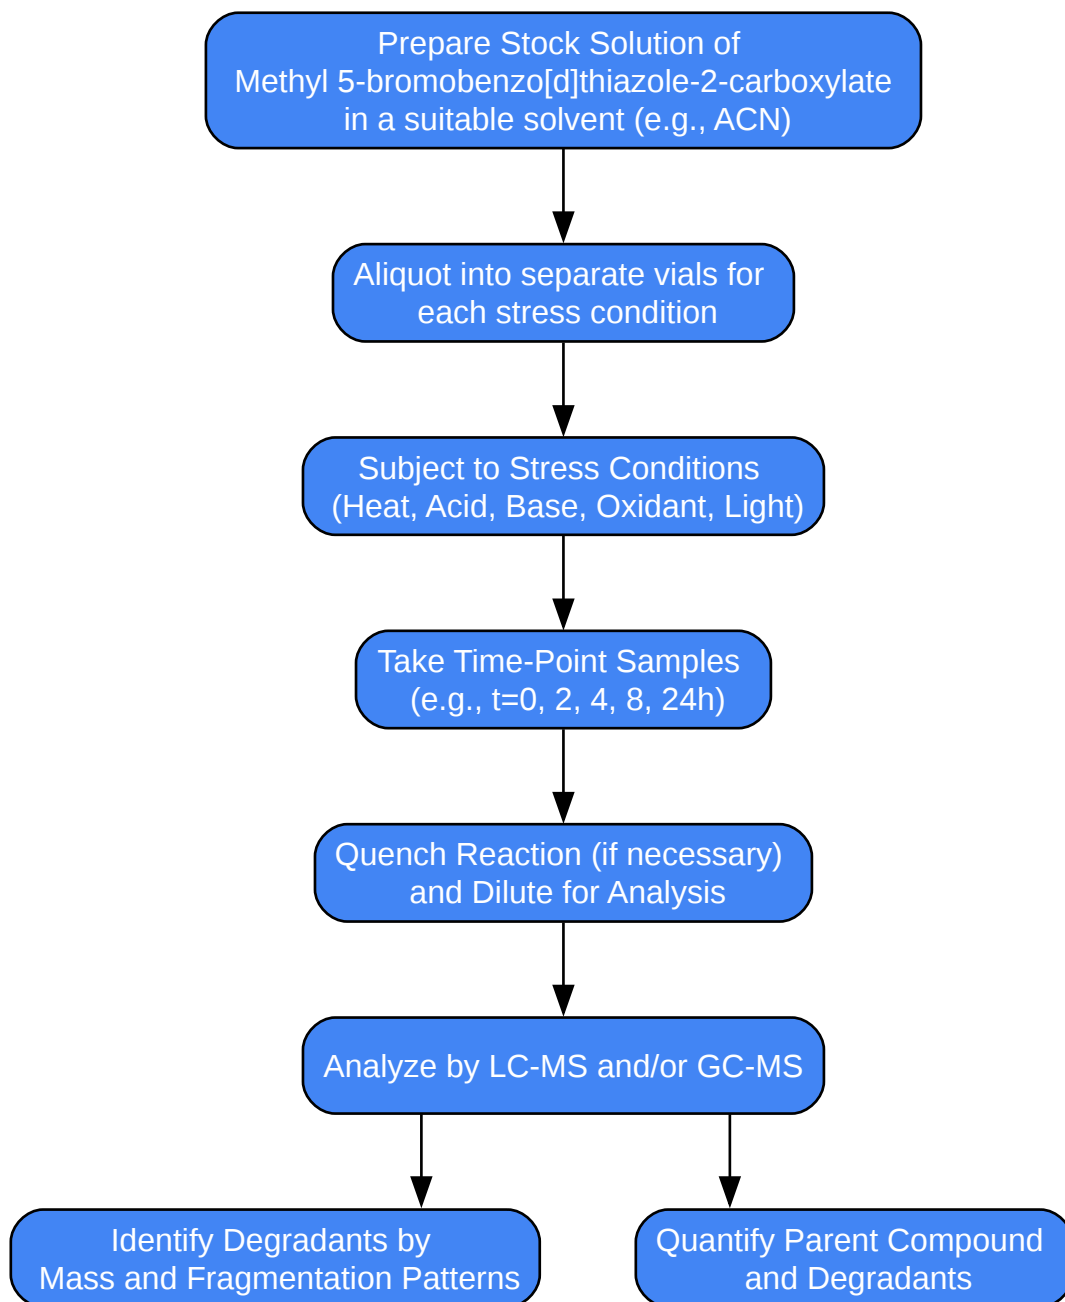 Prepare Stock Solution of
Methyl 5-bromobenzo[d]thiazole-2-carboxylate
in a suitable solvent (e.g., ACN)
Aliquot into separate vials for
each stress condition
Subject to Stress Conditions
(Heat, Acid, Base, Oxidant, Light)
Take Time-Point Samples
(e.g., t=0, 2, 4, 8, 24h)
Quench Reaction (if necessary)
and Dilute for Analysis
Analyze by LC-MS and/or GC-MS
Identify Degradants by
Mass and Fragmentation Patterns
Quantify Parent Compound
and Degradants